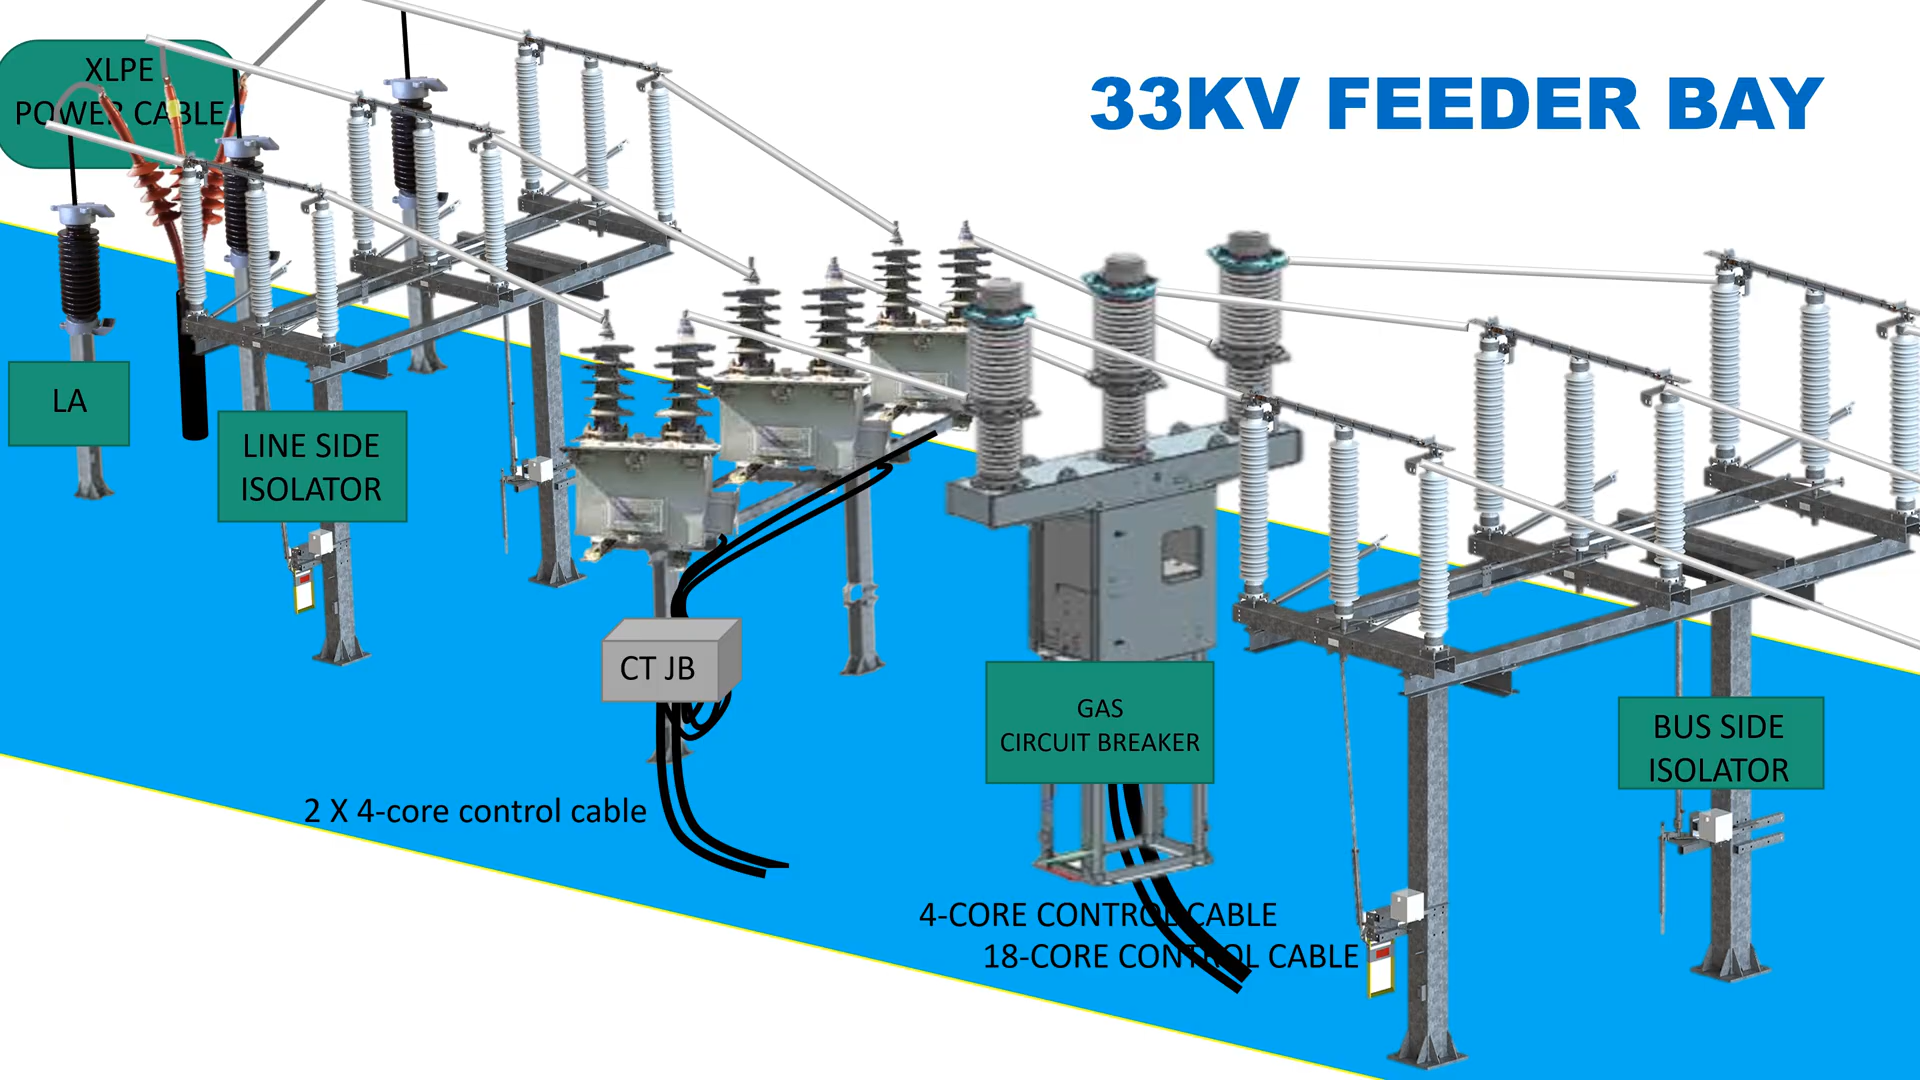 33KV FEEDER BAY
XLPE
POWER CABLE
LA
LINE SIDE
ISOLATOR
CT JB
2 X 4-core control cable
GAS
CIRCUIT BREAKER
4-CORE CONTROL CABLE
18-CORE CONTROL CABLE
BUS SIDE
ISOLATOR